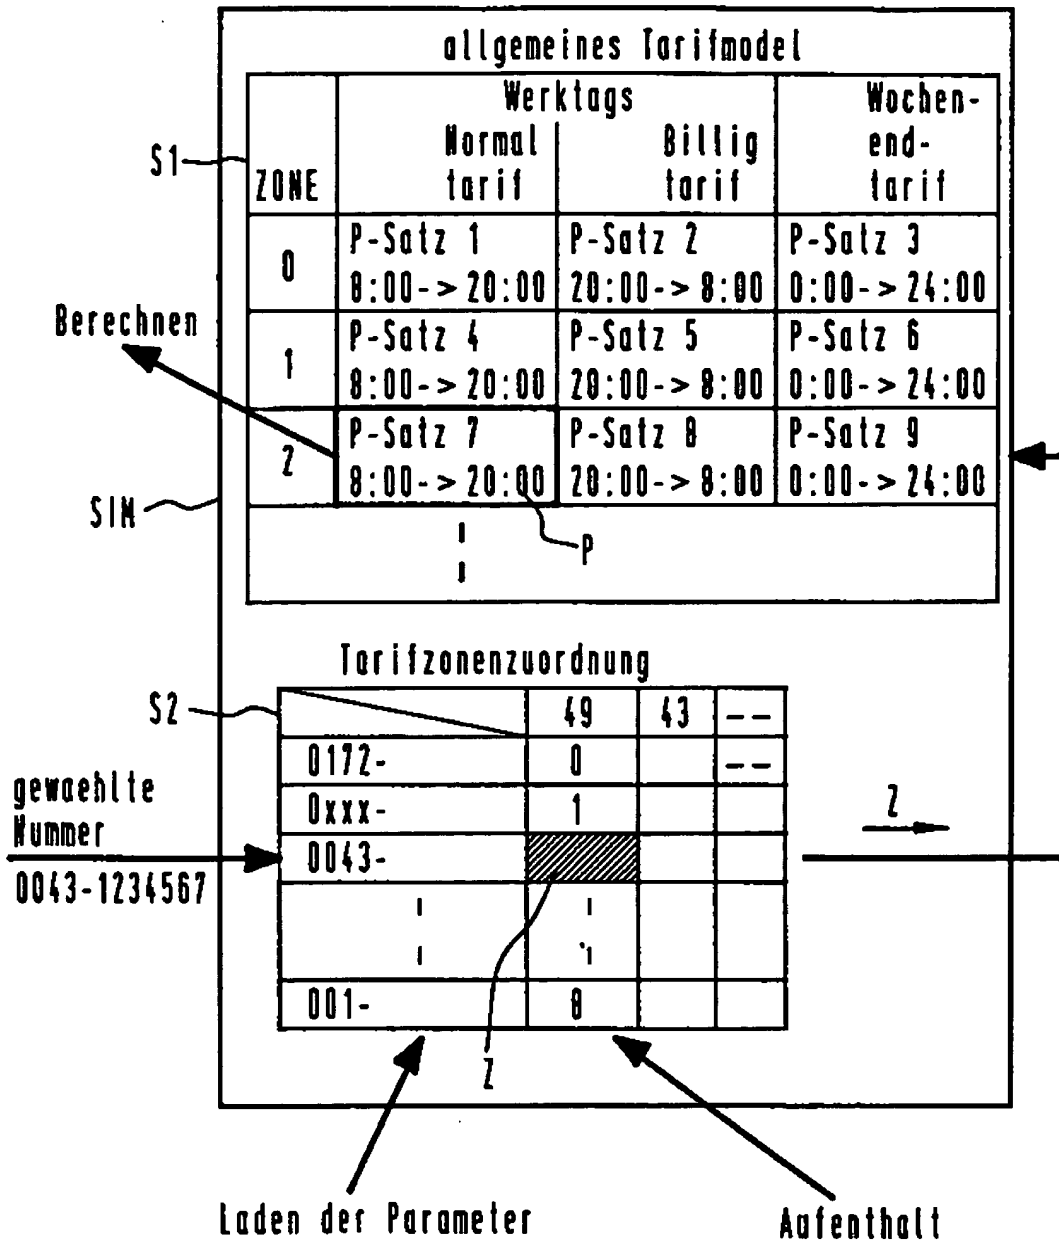 allgemeines Tarifmodel
Werktags
Wochen-
end-
tarif
Normal
tarif
Billig
tarif
S1
ZONE
0
P-Satz 1
8:00->20:00
P-Satz 2
20:00->8:00
P-Satz 3
0:00->24:00
Berechnen
1
P-Satz 4
8:00->20:00
P-Satz 5
20:00->8:00
P-Satz 6
0:00->24:00
2
P-Satz 7
8:00->20:00
P-Satz 8
20:00->8:00
P-Satz 9
0:00->24:00
SIM
P
Tarifzonenzuordnung
S2
49 43 --
0172- 0 --
0xxx- 1
0043-
001- 8
gewaehlte
Nummer
0043-1234567
Z
Z
Laden der Parameter
Aufenthalt